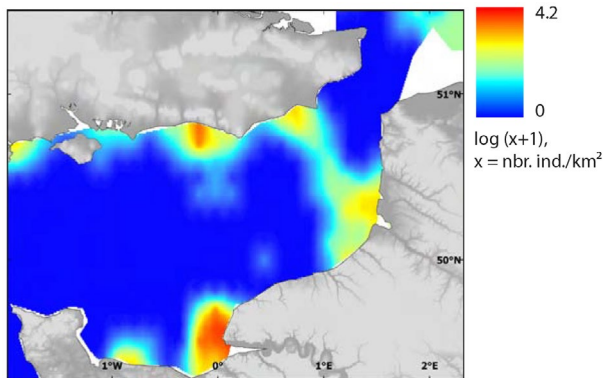 4.2
51°N
0
log (x+1),
x = nbr. ind./km²
50°N
1°W
0°
1°E
2°E